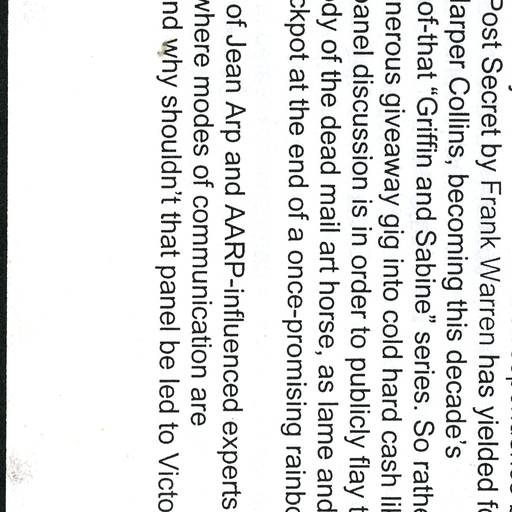 Post Secret by Frank Warren has yielded
Harper Collins, becoming this decade's
of-that "Griffin and Sabine" series. So rathe
nerous giveaway gig into cold hard cash li
panel discussion is in order to publicly flay t
dy of the dead mail art horse, as lame and
ckpot at the end of a once-promising rainbo
of Jean Arp and AARP-influenced experts
where modes of communication are
nd why shouldn't that panel be led to Victo